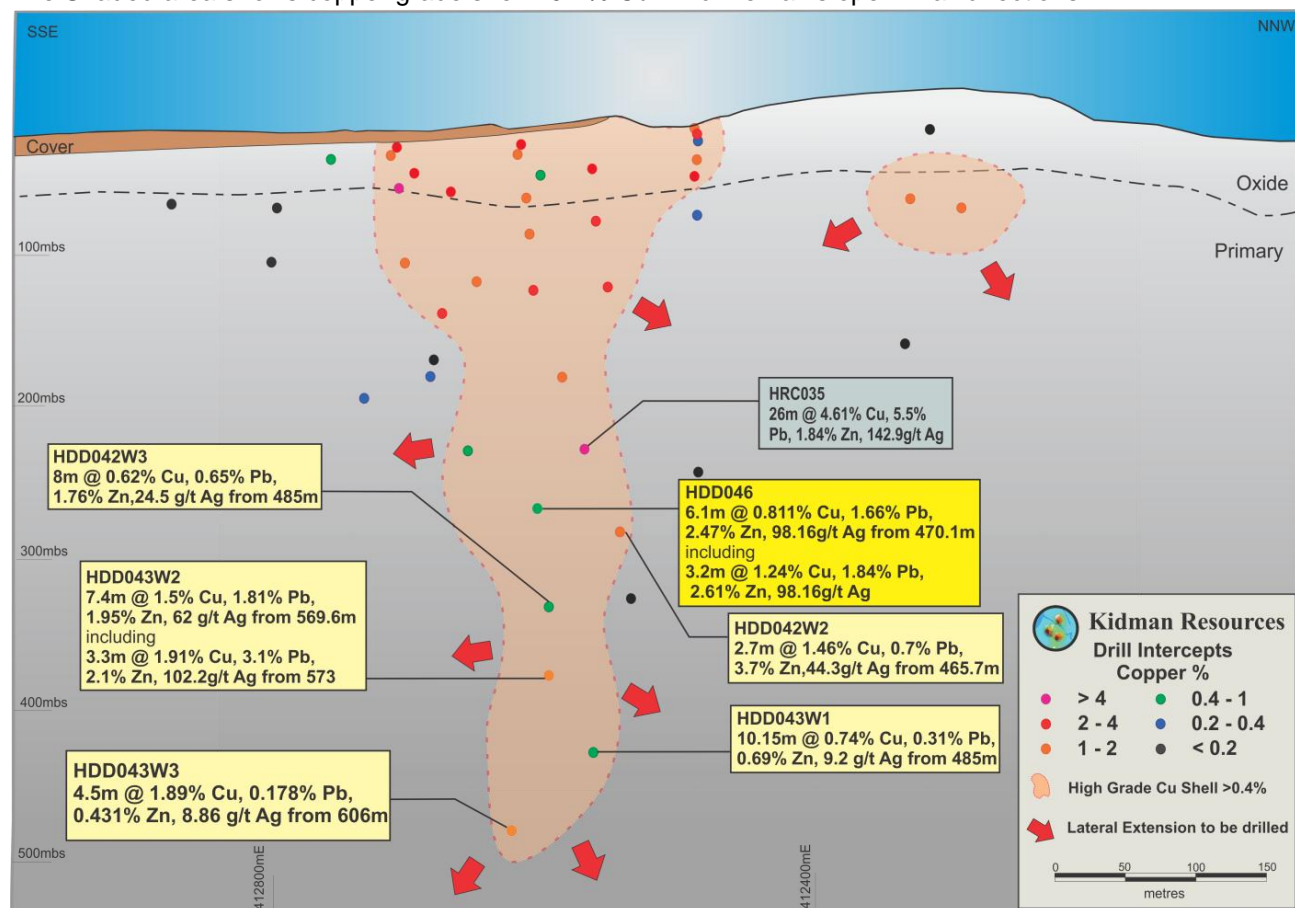 SSE
NNW
Cover
Oxide
100mbs
Primary
200mbs
HRC035
26m @ 4.61% Cu, 5.5%
Pb, 1.84% Zn, 142.9g/t Ag
HDD042W3
8m @ 0.62% Cu, 0.65% Pb,
1.76% Zn,24.5 g/t Ag from 485m
HDD046
6.1m @ 0.811% Cu, 1.66% Pb,
2.47% Zn, 98.16g/t Ag from 470.1m
including
3.2m @ 1.24% Cu, 1.84% Pb,
2.61% Zn, 98.16g/t Ag
300mbs
HDD043W2
7.4m @ 1.5% Cu, 1.81% Pb,
1.95% Zn, 62 g/t Ag from 569.6m
including
3.3m @ 1.91% Cu, 3.1% Pb,
2.1% Zn, 102.2g/t Ag from 573
HDD042W2
2.7m @ 1.46% Cu, 0.7% Pb,
3.7% Zn,44.3g/t Ag from 465.7m
400mbs
HDD043W1
10.15m @ 0.74% Cu, 0.31% Pb,
0.69% Zn, 9.2 g/t Ag from 485m
HDD043W3
4.5m @ 1.89% Cu, 0.178% Pb,
0.431% Zn, 8.86 g/t Ag from 606m
500mbs
412800mE
412400mE
Kidman Resources
Drill Intercepts
Copper %
> 4
0.4 - 1
2 - 4
0.2 - 0.4
1 - 2
< 0.2
High Grade Cu Shell >0.4%
Lateral Extension to be drilled
0 50 100 150
metres